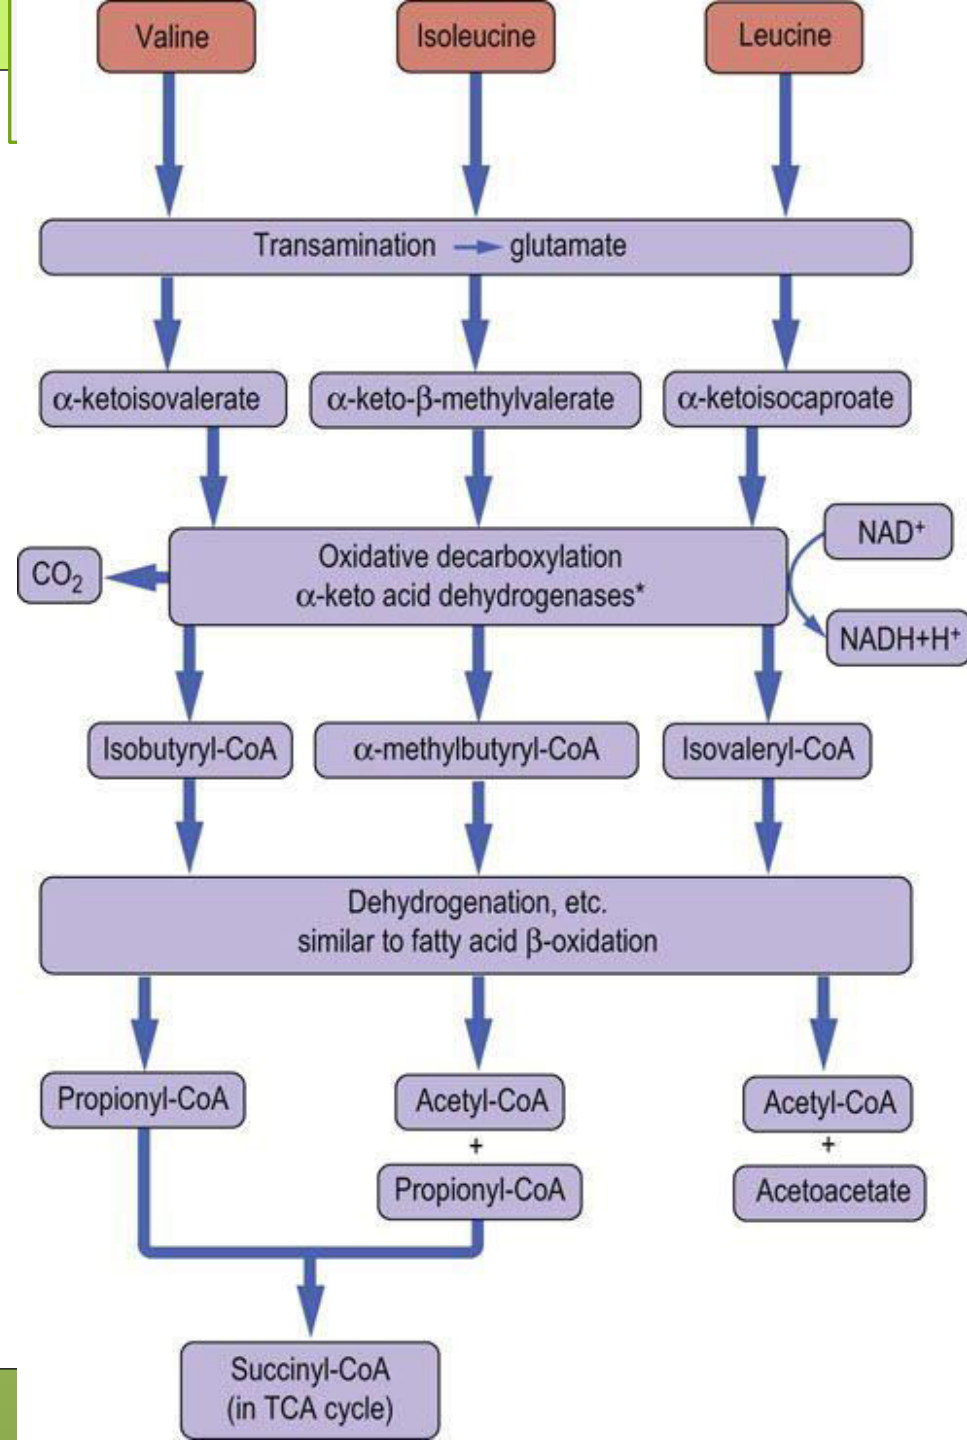 Valine
Isoleucine
Leucine
Transamination → glutamate
α-ketoisovalerate
α-keto-β-methylvalerate
α-ketoisocaproate
NAD⁺
CO₂
Oxidative decarboxylation
α-keto acid dehydrogenases*
NADH+H⁺
Isobutyryl-CoA
α-methylbutyryl-CoA
Isovaleryl-CoA
Dehydrogenation, etc.
similar to fatty acid β-oxidation
Propionyl-CoA
Acetyl-CoA
+
Propionyl-CoA
Acetyl-CoA
+
Acetoacetate
Succinyl-CoA
(in TCA cycle)